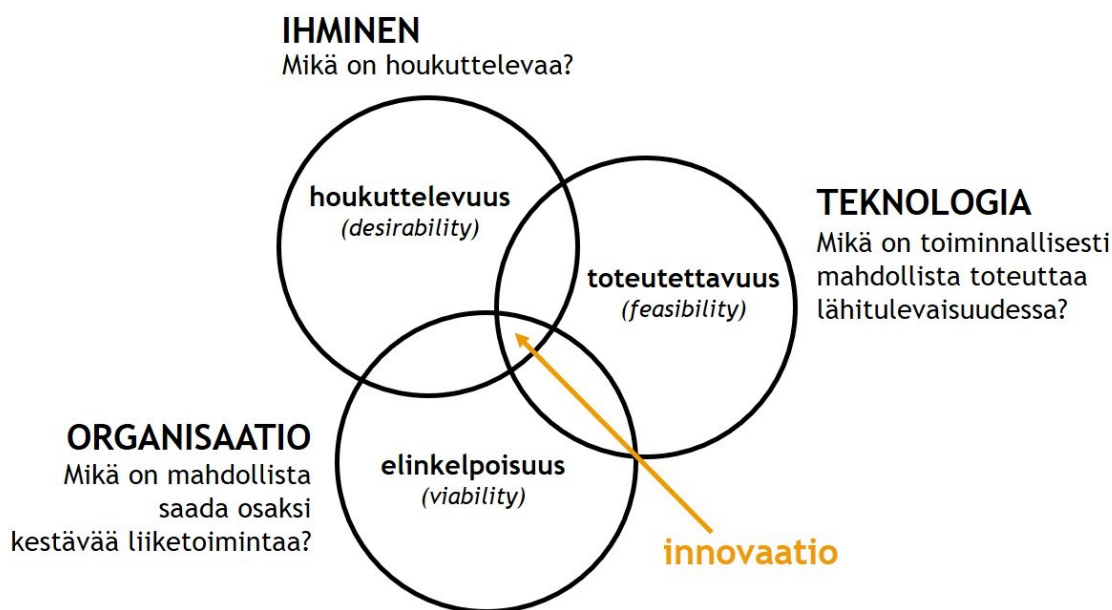 IHMINEN
Mikä on houkuttelevaa?
houkuttelevuus
(desirability)
TEKNOLOGIA
Mikä on toiminnallisesti
mahdollista toteuttaa
lähitulevaisuudessa?
toteutettavuus
(feasibility)
ORGANISAATIO
Mikä on mahdollista
saada osaksi
kestävää liiketoimintaa?
elinkelpoisuus
(viability)
innovaatio